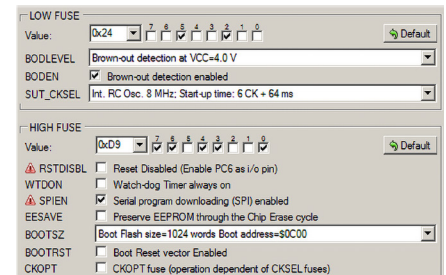 LOW FUSE
7 6 5 4 3 2 1 0
Value: 0x24 Default
BODLEVEL Brown-out detection at VCC=4.0 V
BODEN Brown-out detection enabled
SUT_CKSEL Int. RC Osc. 8 MHz; Start-up time: 6 CK + 64 ms
HIGH FUSE
7 6 5 4 3 2 1 0
Value: 0xD9 Default
RSTDISBL Reset Disabled (Enable PC6 as i/o pin)
WTDON Watch-dog Timer always on
SPIEN Serial program downloading (SPI) enabled
EESAVE Preserve EEPROM through the Chip Erase cycle
BOOTSZ Boot Flash size=1024 words Boot address=$0C00
BOOTRST Boot Reset vector Enabled
CKOPT CKOPT fuse (operation dependent of CKSEL fuses)